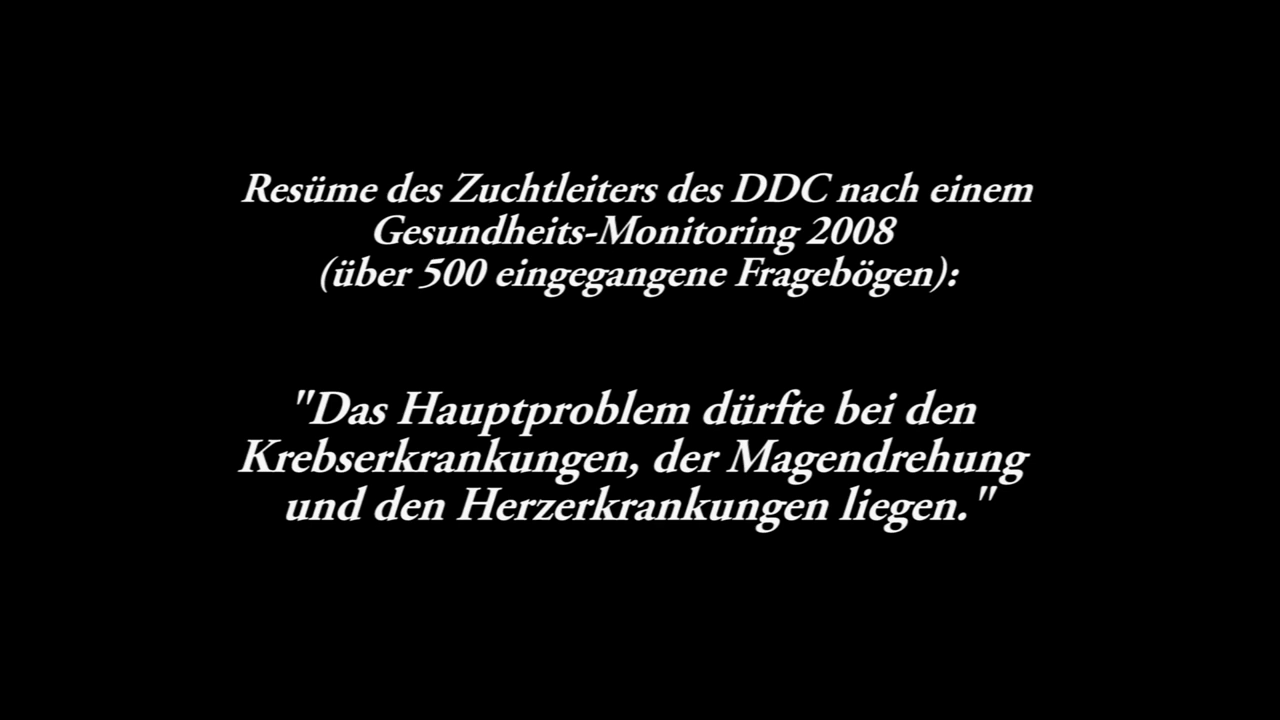 Resüme des Zuchtleiters des DDC nach einem
Gesundheits-Monitoring 2008
(über 500 eingegangene Fragebögen):
"Das Hauptproblem dürfte bei den
Krebserkrankungen, der Magendrehung
und den Herzerkrankungen liegen."